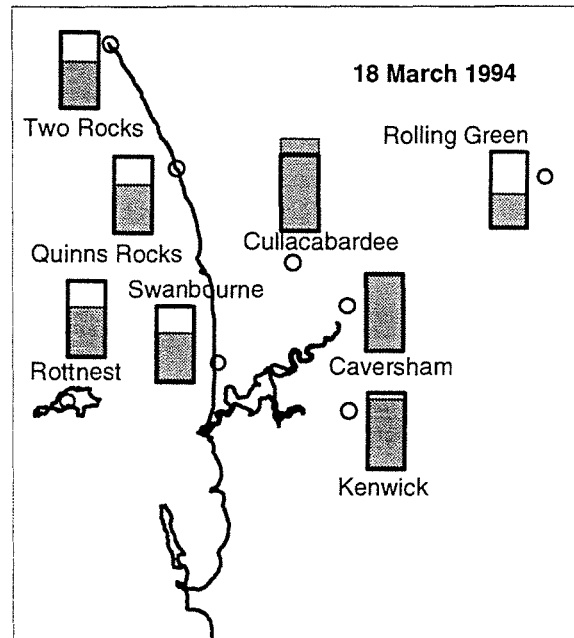 18 March 1994
Two Rocks
Rolling Green
Quinns Rocks
Cullacabardee
Swanbourne
Rottnest
Caversham
Kenwick